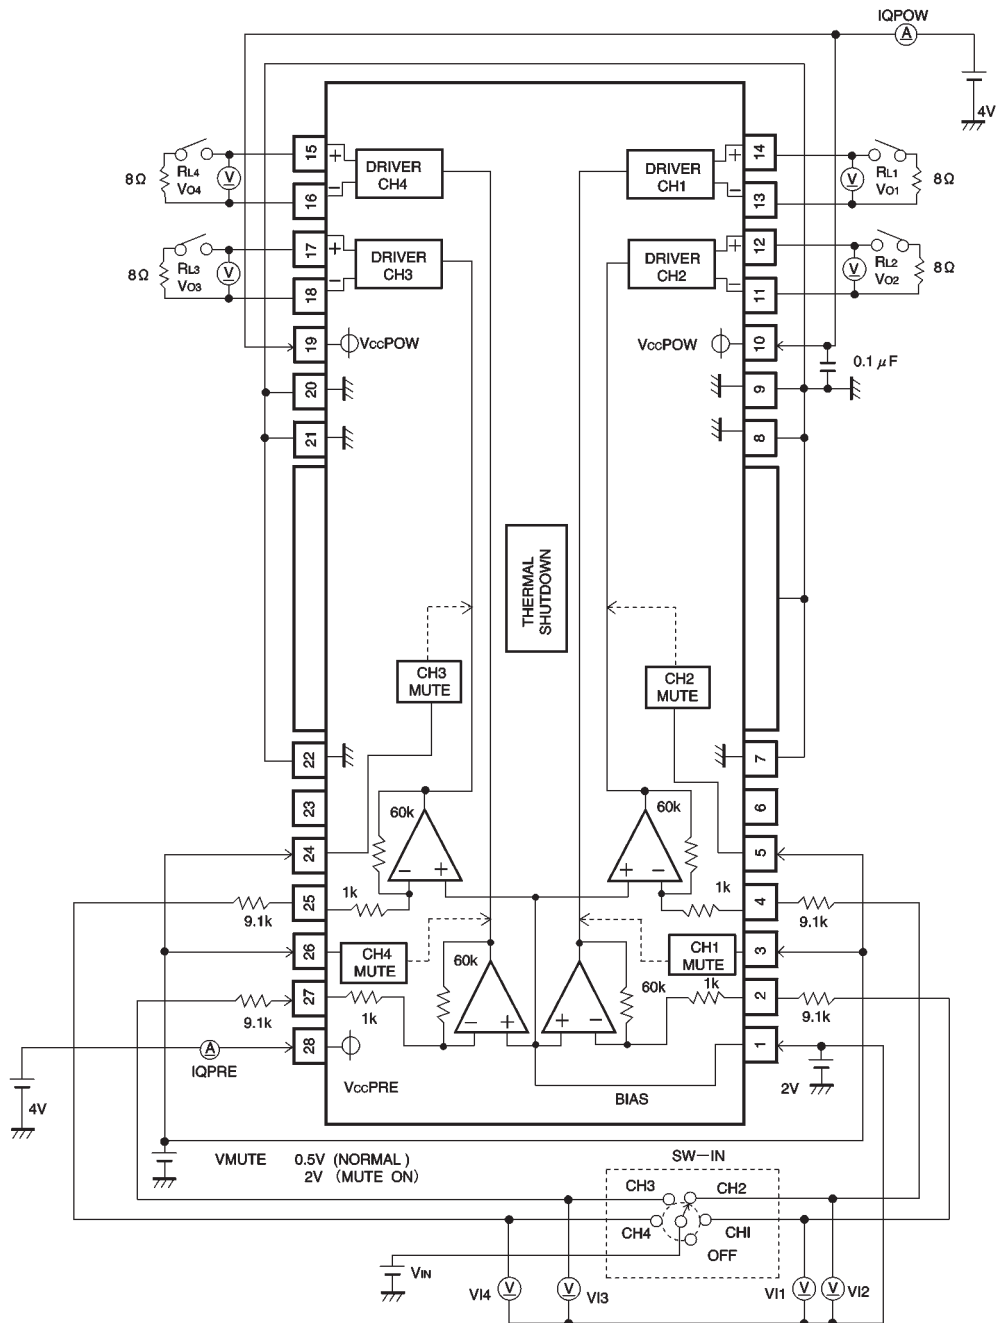 IQPOW
A
4V
15
+
DRIVER
CH4
RL4
VO4
V
8Ω
16
−
DRIVER
CH1
+
14
RL1
VO1
V
8Ω
−
13
17
+
DRIVER
CH3
RL3
VO3
V
8Ω
18
−
DRIVER
CH2
+
12
RL2
VO2
V
8Ω
−
11
19
VccPOW
VccPOW
10
0.1 μF
20
9
21
8
THERMAL
SHUTDOWN
CH3
MUTE
CH2
MUTE
22
7
23
60k
60k
6
24
− +
+ −
5
25
1k
1k
4
9.1k
9.1k
26
CH4
MUTE
60k
CH1
MUTE
3
27
1k
60k
1k
2
9.1k
9.1k
− +
+ −
28
A
IQPRE
VccPRE
4V
BIAS
1
2V
VMUTE 0.5V (NORMAL)
2V (MUTE ON)
SW−IN
CH3
CH2
CH4
CHI
OFF
VIN
VI4
V
V
VI3
VI1
V
V
VI2